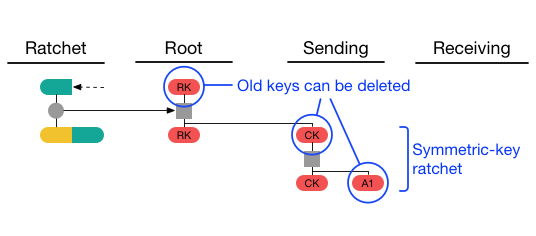 Ratchet Root Sending Receiving
RK
Old keys can be deleted
RK
CK
Symmetric-key
ratchet
CK
A1